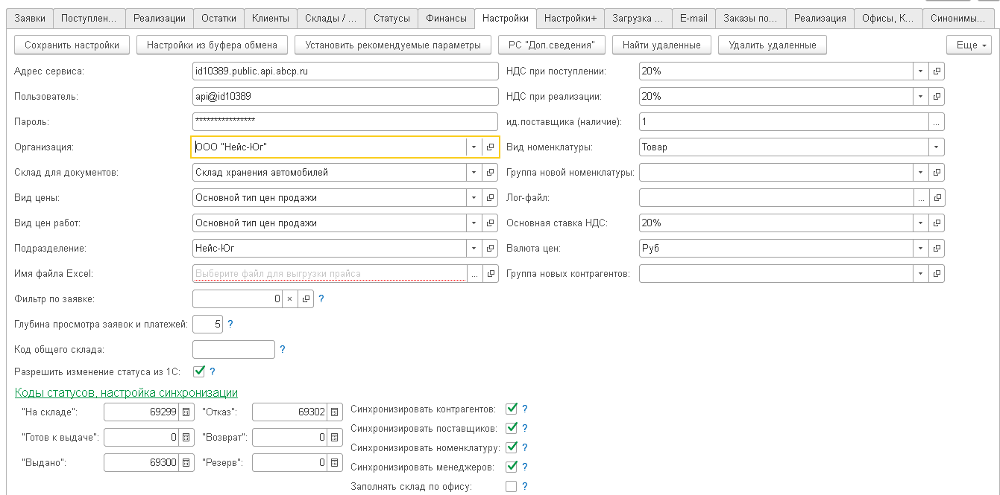 Заявки Поступлен... Реализации Остатки Клиенты Склады / ... Статусы Финансы Настройки Настройки+ Загрузка ... E-mail Заказы по... Реализация Офисы, К... Синонимы...
Сохранить настройки Настройки из буфера обмена Установить рекомендуемые параметры РС "Доп.сведения" Найти удаленные Удалить удаленные Еще
Адрес сервиса: id10389.public.api.abcp.ru НДС при поступлении: 20%
Пользователь: api@id10389 НДС при реализации: 20%
Пароль: **************** ид.поставщика (наличие): 1 ...
Организация: ООО "Нейс-Юг" Вид номенклатуры: Товар
Склад для документов: Склад хранения автомобилей Группа новой номенклатуры:
Вид цены: Основной тип цен продажи Лог-файл: ...
Вид цен работ: Основной тип цен продажи Основная ставка НДС: 20%
Подразделение: Нейс-Юг Валюта цен: Руб
Имя файла Excel: Выберите файл для выгрузки прайса ... Группа новых контрагентов:
Фильтр по заявке: 0 × ?
Глубина просмотра заявок и платежей: 5 ?
Код общего склада: ?
Разрешить изменение статуса из 1С: ?
Коды статусов, настройка синхронизации
"На складе": 69299 "Отказ": 69302 Синхронизировать контрагентов: ?
Синхронизировать поставщиков: ?
"Готов к выдаче": 0 "Возврат": 0
Синхронизировать номенклатуру: ?
"Выдано": 69300 "Резерв": 0 Синхронизировать менеджеров: ?
Заполнять склад по офису: ?